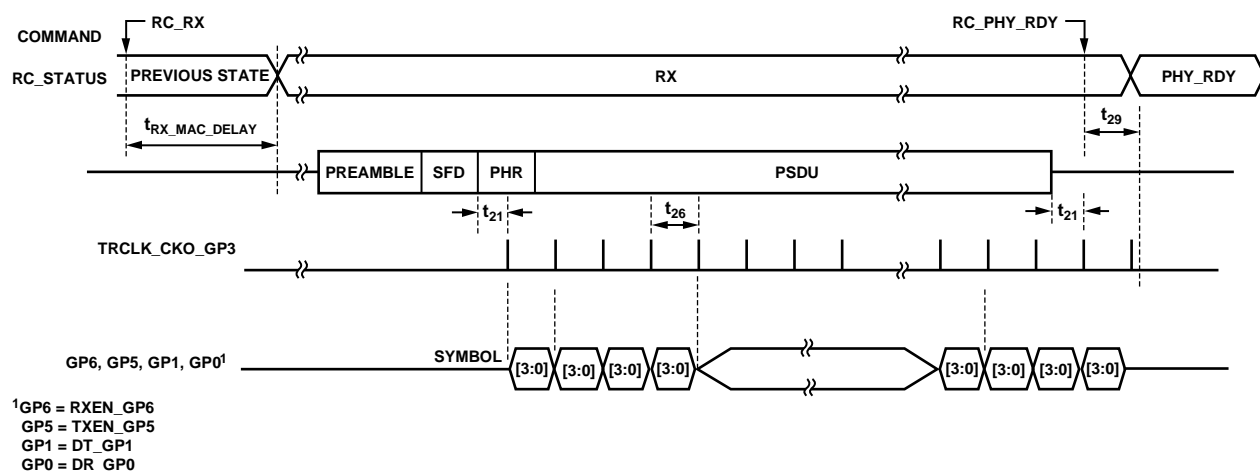 RC_RX
RC_PHY_RDY
COMMAND
RC_STATUS
PREVIOUS STATE
RX
PHY_RDY
tRX_MAC_DELAY
t29
PREAMBLE
SFD
PHR
PSDU
t21
t26
t21
TRCLK_CKO_GP3
SYMBOL
GP6, GP5, GP1, GP0¹
[3:0]
[3:0]
[3:0]
[3:0]
[3:0]
[3:0]
[3:0]
[3:0]
¹GP6 = RXEN_GP6
GP5 = TXEN_GP5
GP1 = DT_GP1
GP0 = DR_GP0